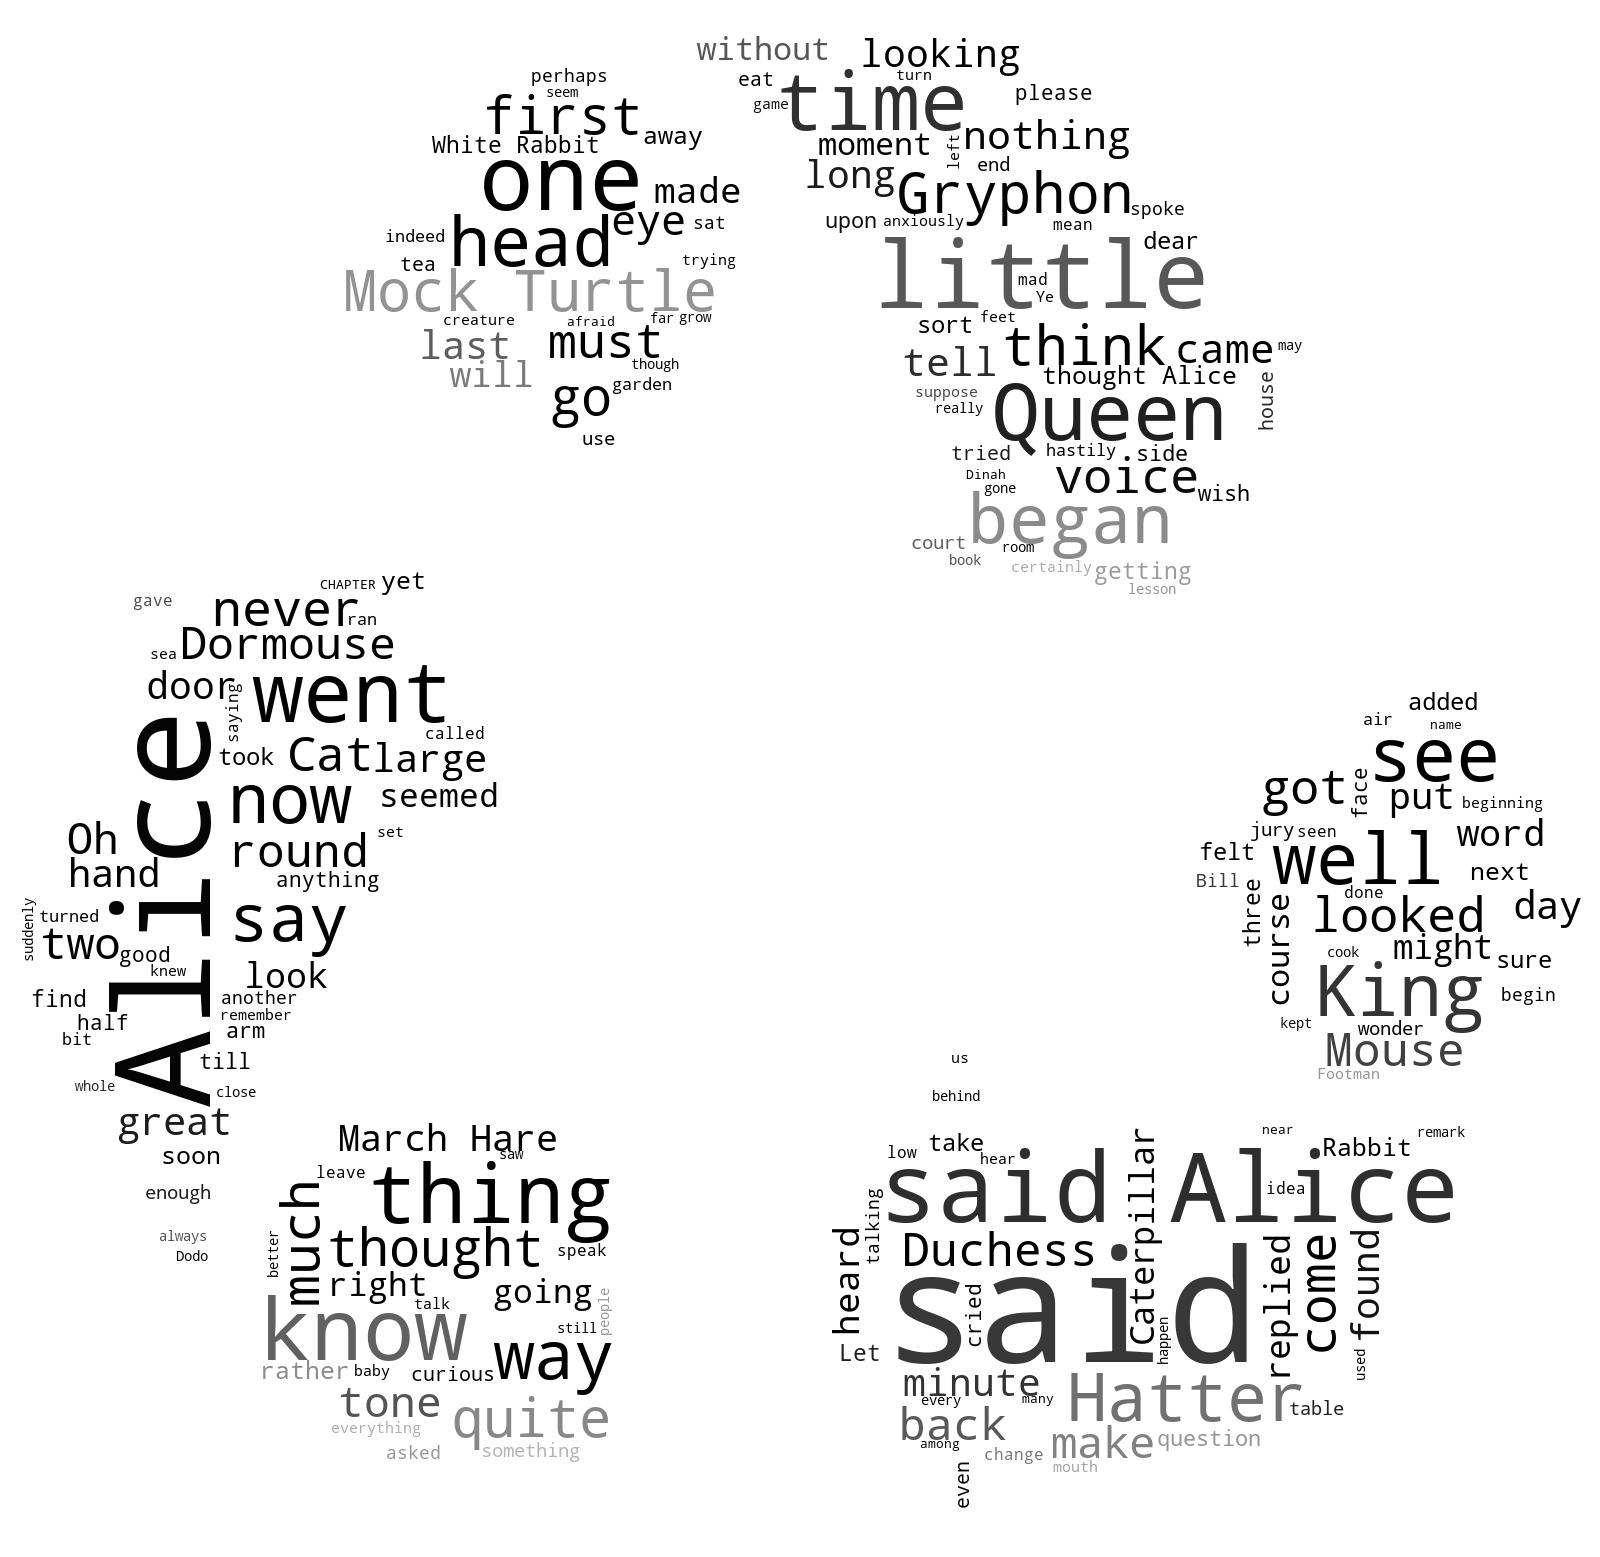 without looking
perhaps eat turn
seem game time please
first
White Rabbit away moment left nothing
one long end
made Gryphon
eye sat upon anxiously mean spoke
indeed head dear
tea trying little
Mock Turtle mad
Ye
creature afraid far grow sort feet
last must think came may
will though tell thought Alice
garden suppose house
go really Queen
use tried hastily side
Dinah voice
gone wish
began
court room
book certainly getting
lesson
CHAPTER yet
gave never ran
Dormouse
sea
door saying went
added
air name
called see
took Cat large
Alice got face put beginning
now seemed
Oh set jury seen word
round felt well
hand anything Bill next
three done
suddenly turned say course looked day
two good
knew cook might
look sure
find another King begin
half remember
bit arm kept wonder
till Mouse
us
whole close Footman
behind
great
March Hare near remark
soon saw low take Rabbit
leave hear
enough thing said Alice
much idea
talking Caterpillar
always better thought heard Duchess replied come found
Dodo speak
right going
talk people said cried
know still happen
Let used
rather baby curious way
minute
tone every many Hatter
quite back table
everything among make question
asked something change
mouth
even